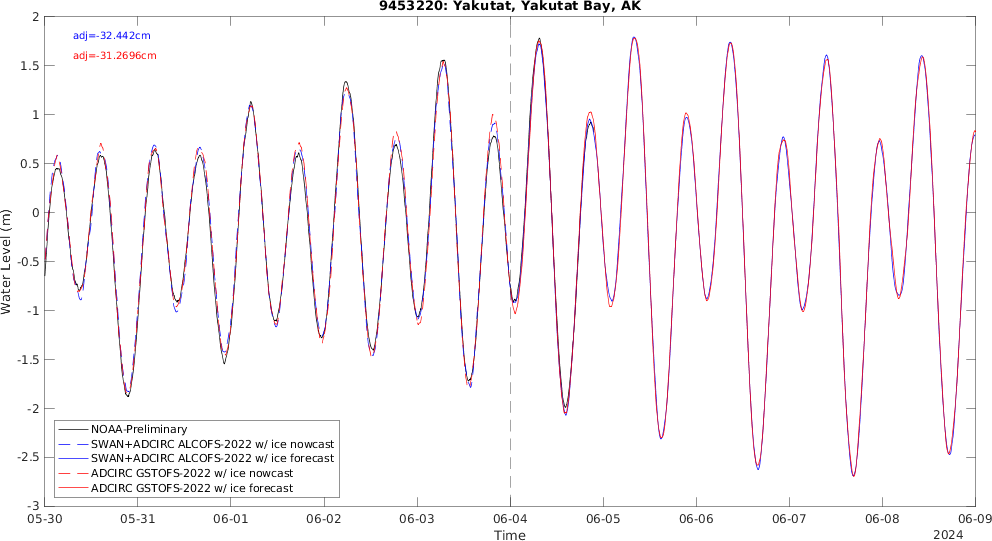 9453220: Yakutat, Yakutat Bay, AK
adj=-32.442cm
adj=-31.2696cm
Water Level (m)
2
1.5
1
0.5
0
-0.5
-1
-1.5
-2
-2.5
-3
NOAA-Preliminary
SWAN+ADCIRC ALCOFS-2022 w/ ice nowcast
SWAN+ADCIRC ALCOFS-2022 w/ ice forecast
ADCIRC GSTOFS-2022 w/ ice nowcast
ADCIRC GSTOFS-2022 w/ ice forecast
05-30 05-31 06-01 06-02 06-03 06-04 06-05 06-06 06-07 06-08 06-09
Time
2024